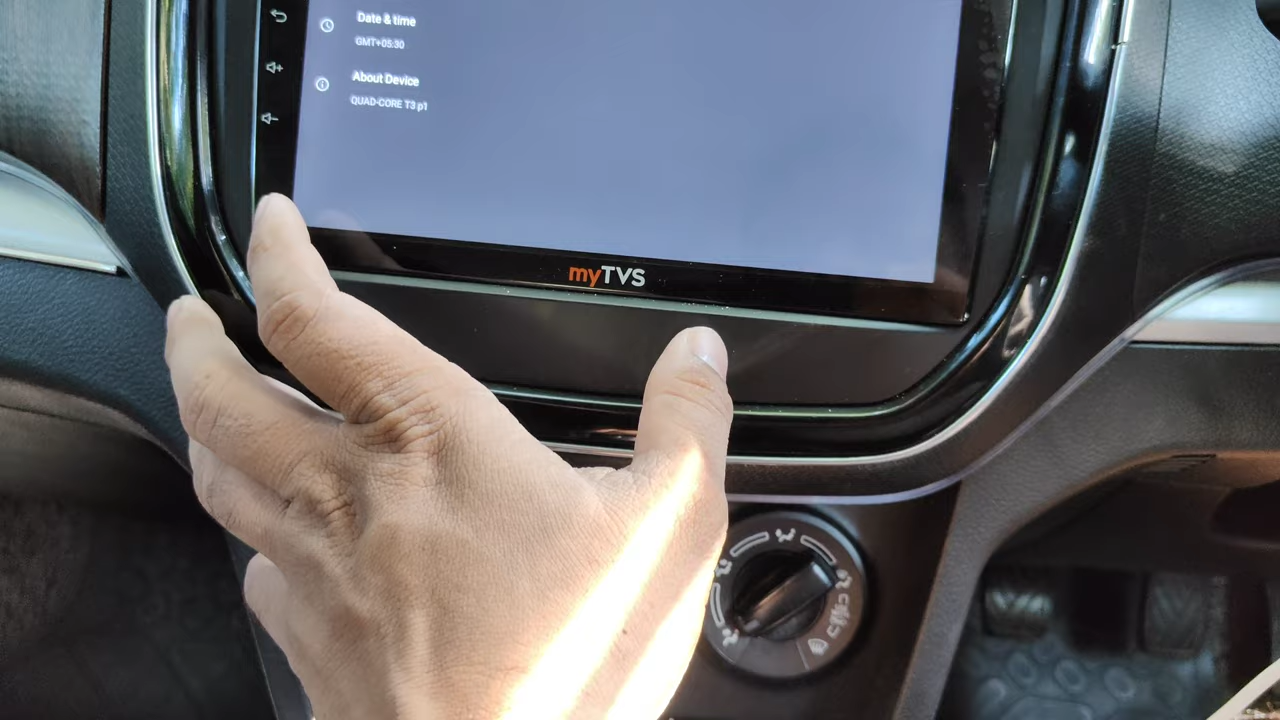 Date & time
GMT+05:30
About Device
QUAD-CORE T3 p1
myTVS